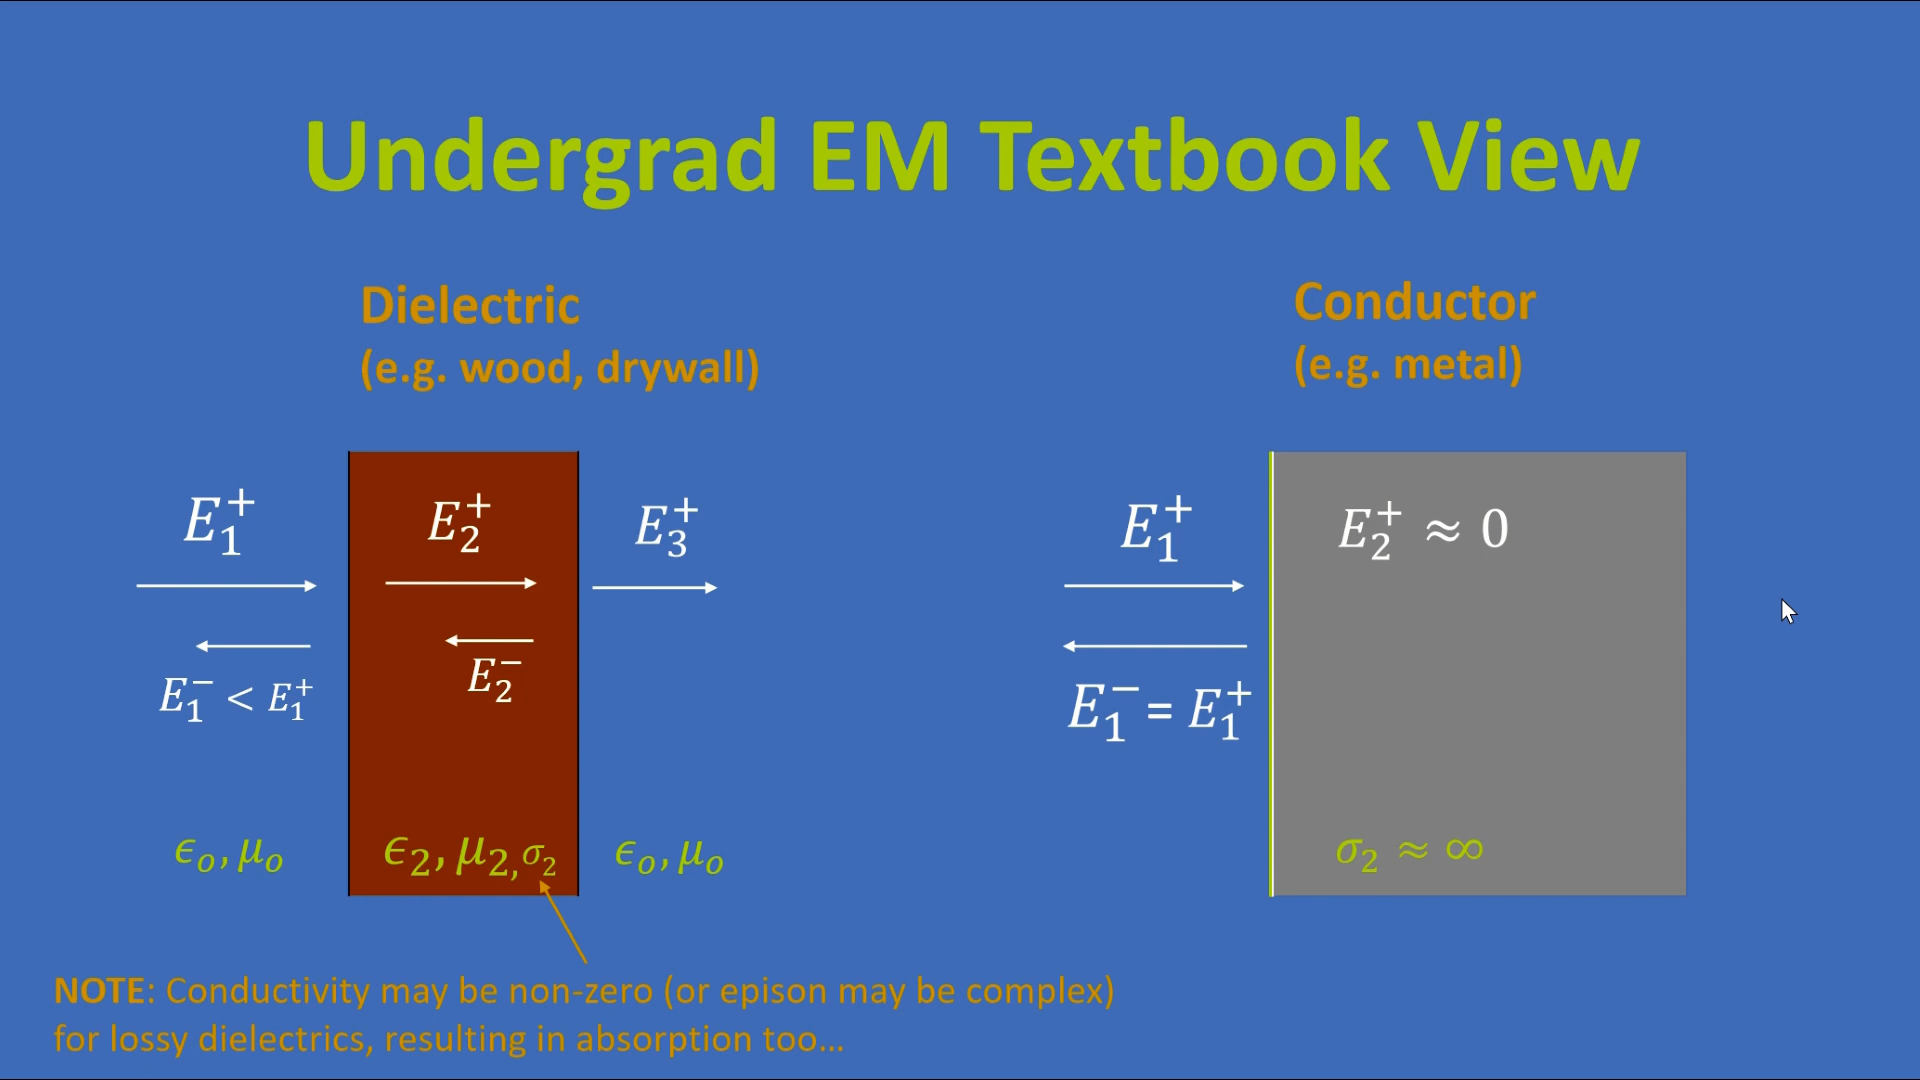 Undergrad EM Textbook View
Dielectric
(e.g. wood, drywall)
E₁⁺
E₂⁺
E₃⁺
E₁⁻ < E₁⁺
E₂⁻
ϵₒ, μₒ
ϵ₂, μ₂, σ₂
ϵₒ, μₒ
Conductor
(e.g. metal)
E₁⁺
E₂⁺ ≈ 0
E₁⁻ = E₁⁺
σ₂ ≈ ∞
NOTE: Conductivity may be non-zero (or epison may be complex)
for lossy dielectrics, resulting in absorption too...